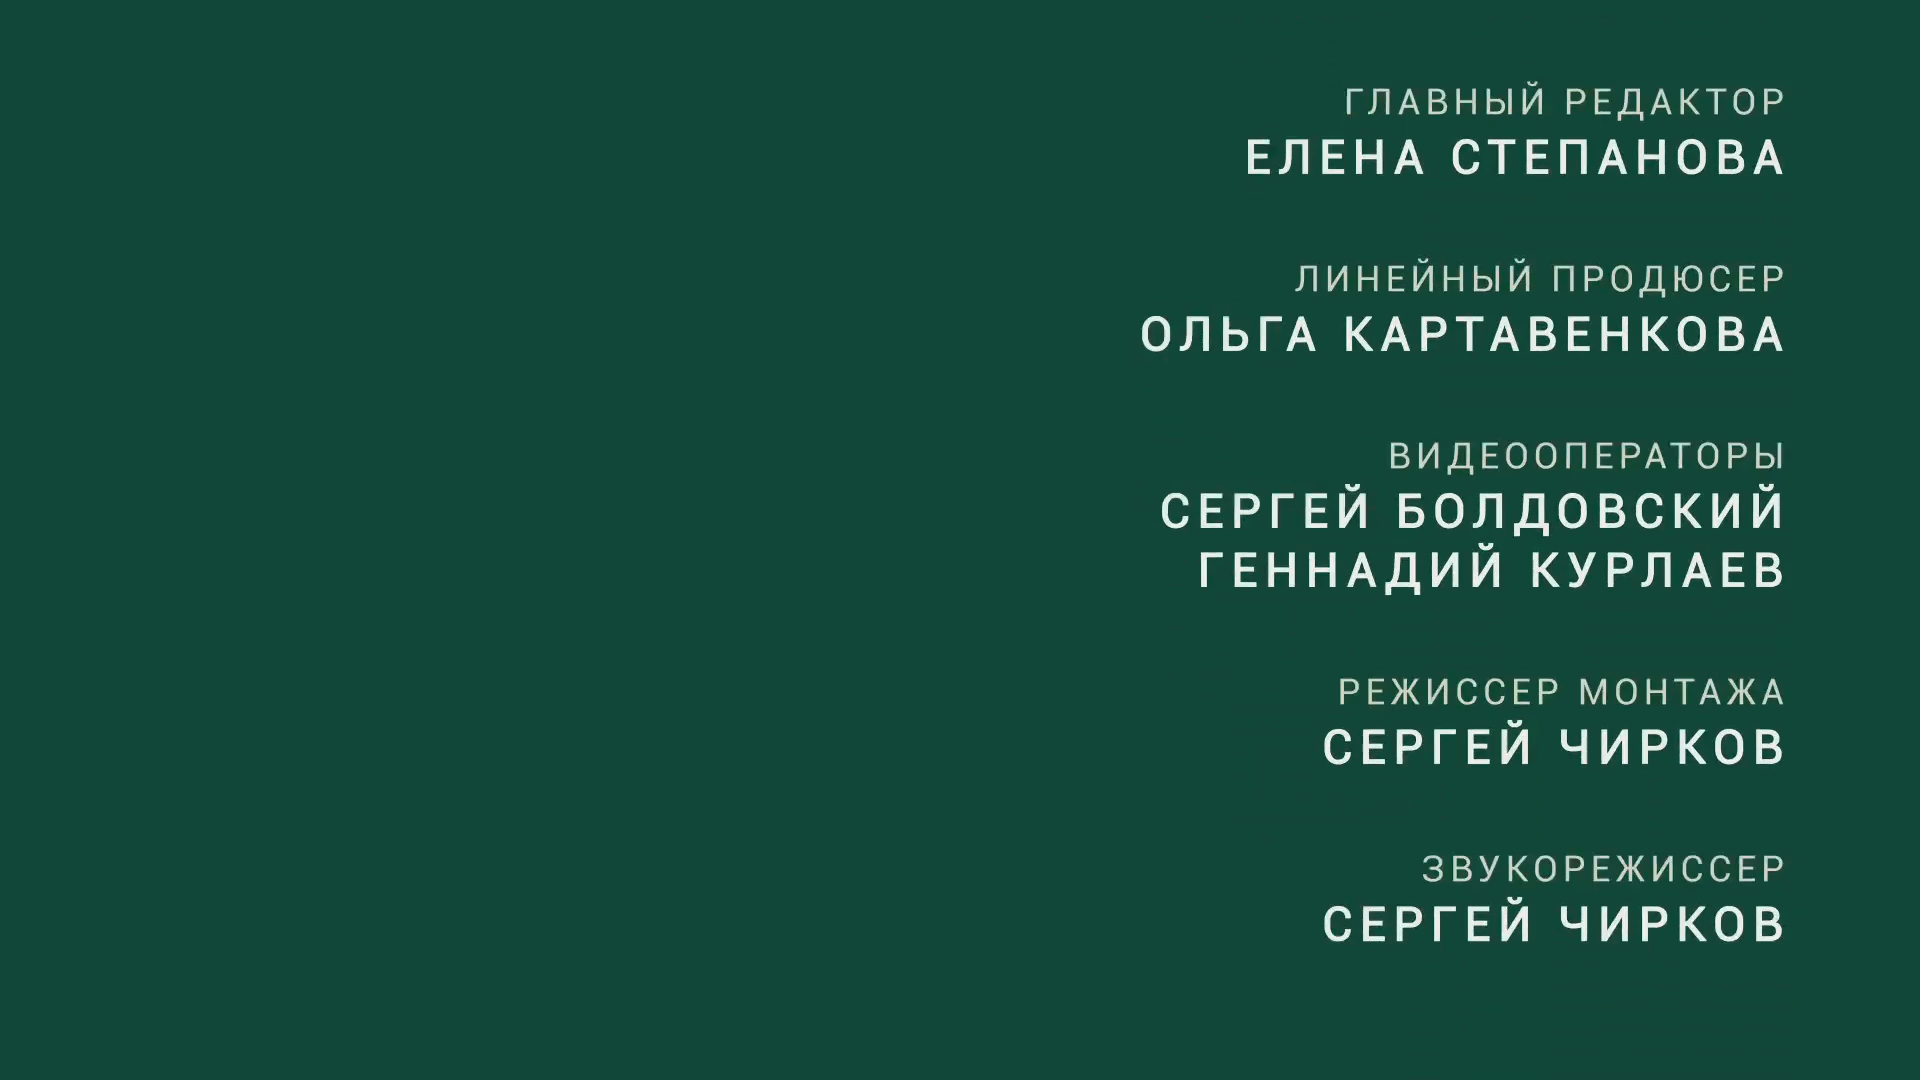 ГЛАВНЫЙ РЕДАКТОР
ЕЛЕНА СТЕПАНОВА
ЛИНЕЙНЫЙ ПРОДЮСЕР
ОЛЬГА КАРТАВЕНКОВА
ВИДЕООПЕРАТОРЫ
СЕРГЕЙ БОЛДОВСКИЙ
ГЕННАДИЙ КУРЛАЕВ
РЕЖИССЕР МОНТАЖА
СЕРГЕЙ ЧИРКОВ
ЗВУКОРЕЖИССЕР
СЕРГЕЙ ЧИРКОВ